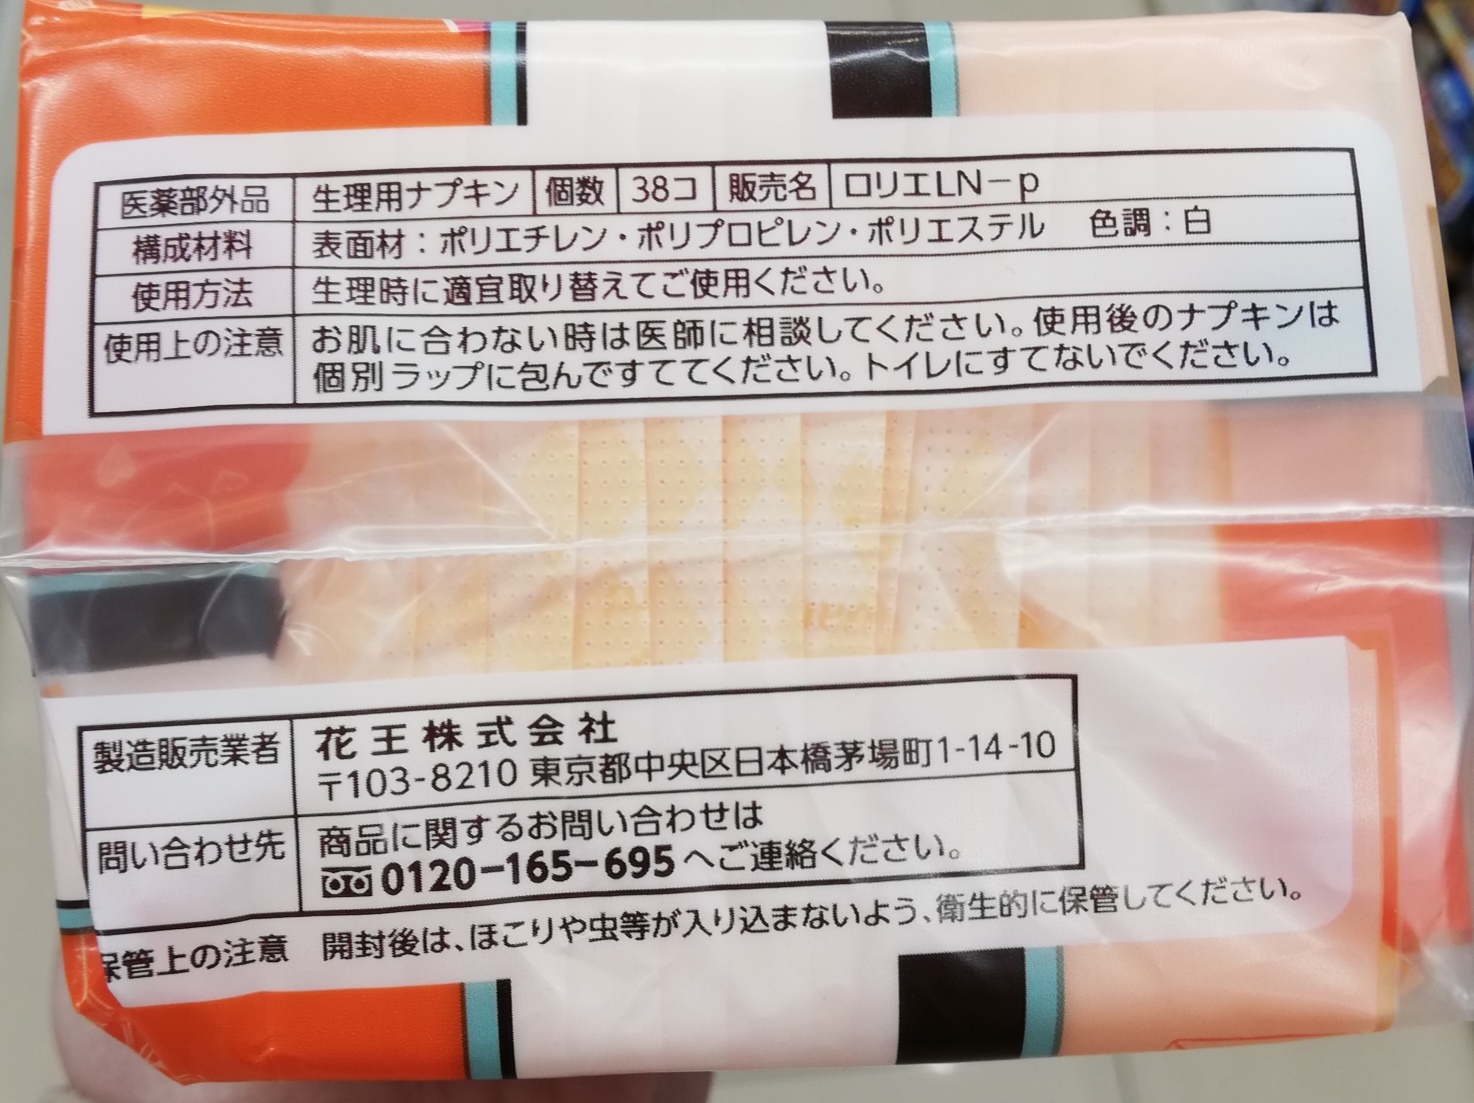 医薬部外品 生理用ナプキン 個数 38コ 販売名 ロリエLN-p
構成材料 表面材：ポリエチレン・ポリプロピレン・ポリエステル 色調：白
使用方法 生理時に適宜取り替えてご使用ください。
使用上の注意 お肌に合わない時は医師に相談してください。使用後のナプキンは
個別ラップに包んですててください。トイレにすてないでください。
製造販売業者 花王株式会社
〒103-8210 東京都中央区日本橋茅場町1-14-10
問い合わせ先 商品に関するお問い合わせは
0120-165-695へご連絡ください。
保管上の注意 開封後は、ほこりや虫等が入り込まないよう、衛生的に保管してください。